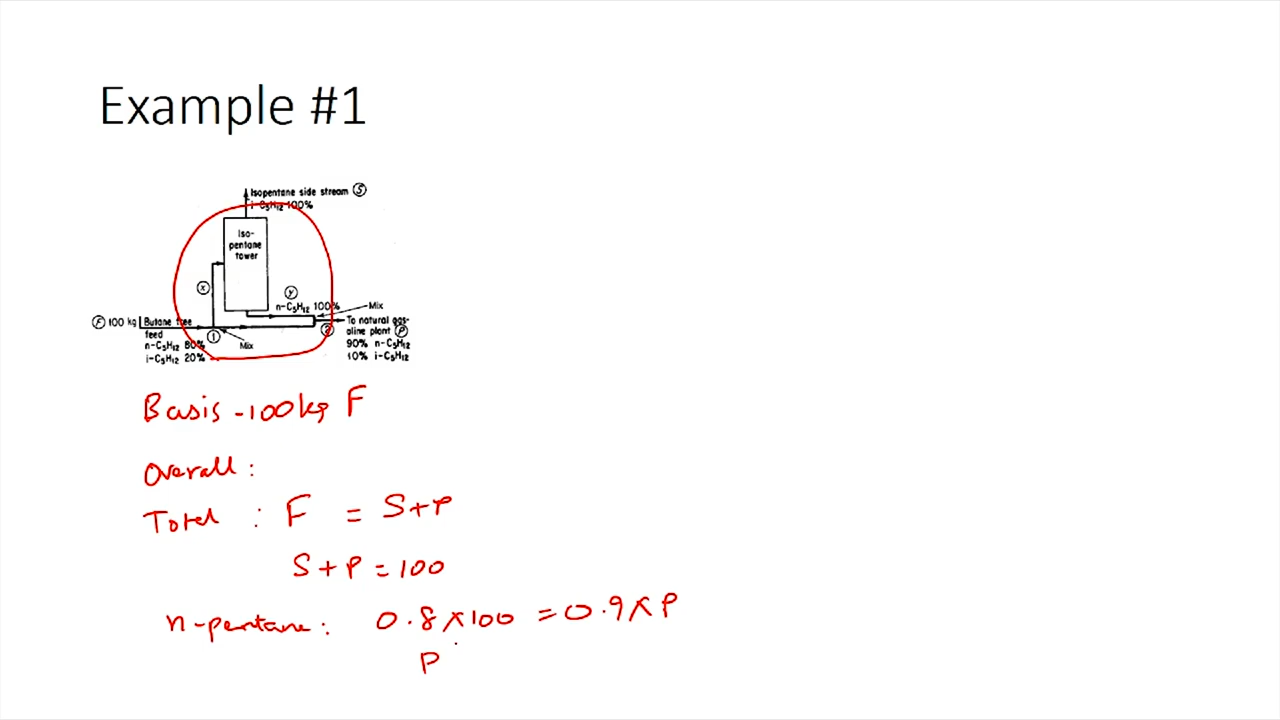 Example #1
Isopentane side stream Ⓢ
i-C₅H₁₂ 100%
Iso-
pentane
tower
ⓧ
ⓨ
n-C₅H₁₂ 100%
Mix
Ⓕ 100 kg Butane free
feed
n-C₅H₁₂ 80%
i-C₅H₁₂ 20%
①
Mix
②
To natural gas-
oline plant Ⓟ
90% n-C₅H₁₂
10% i-C₅H₁₂
Basis - 100 kg F
Overall :
Total : F = S+P
S + P = 100
n-pentane : 0.8 × 100 = 0.9 × P
P